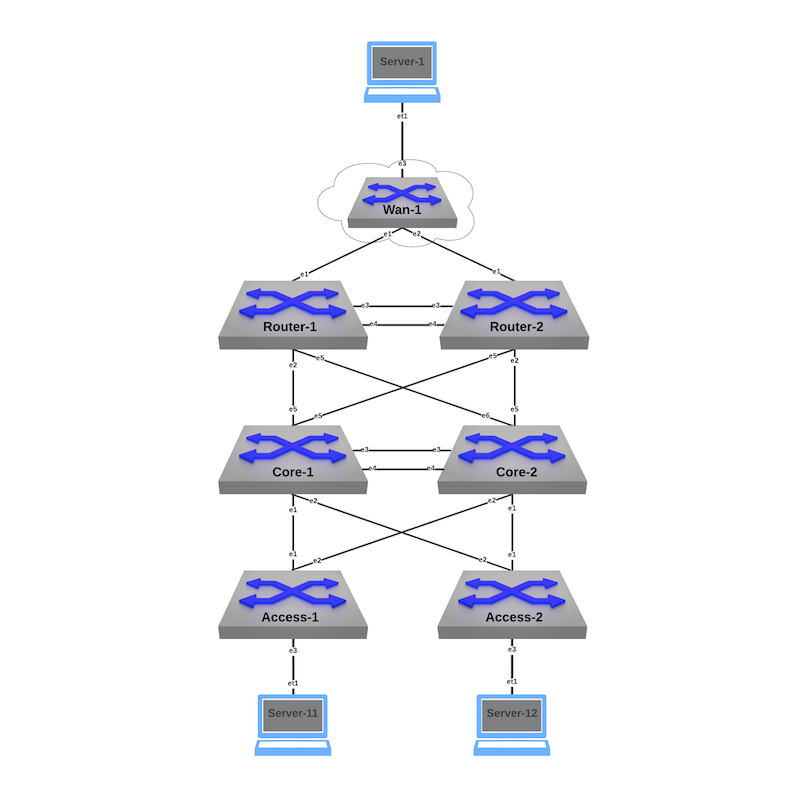 Server-1
et1
e3
Wan-1
e1 e2
e1 e1
e3 e3
Router-1 Router-2
e4 e4
e2 e5 e5 e2
e5 e5 e6 e5
e3 e3
Core-1 Core-2
e4 e4
e1 e2 e2 e1
e1 e2 e2 e1
Access-1 Access-2
e3 e3
et1 et1
Server-11 Server-12